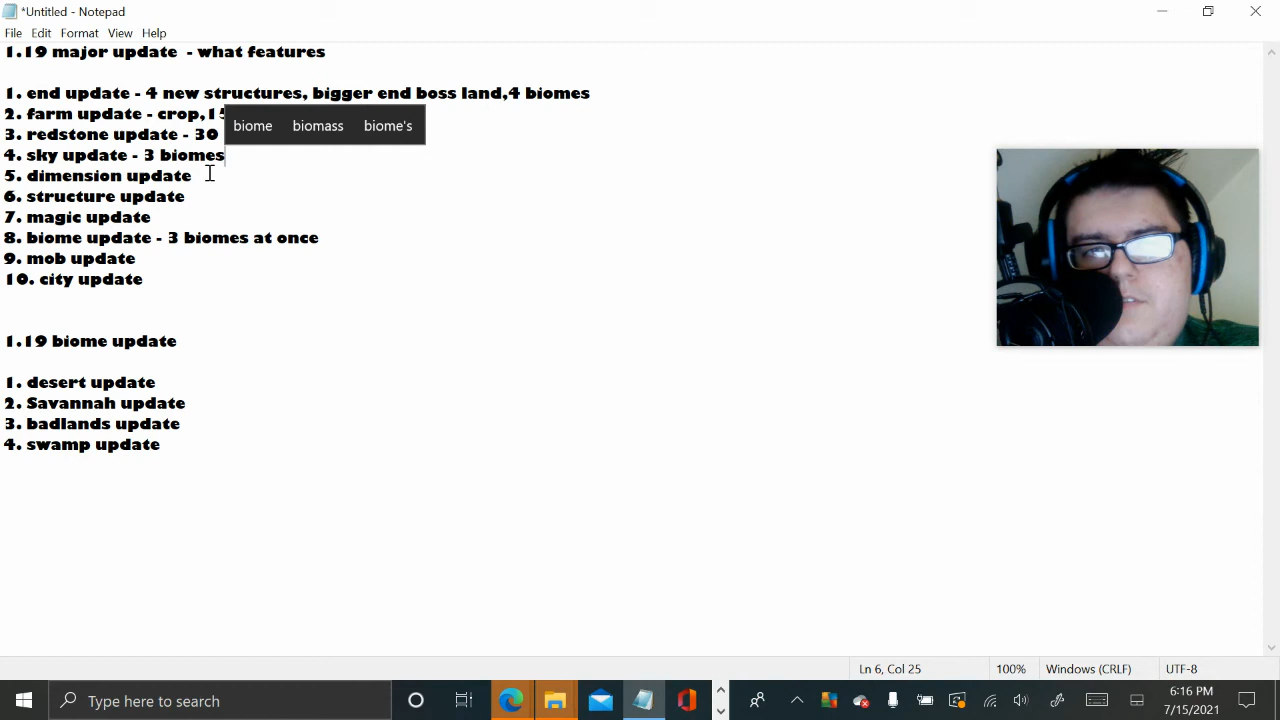 *Untitled - Notepad
File Edit Format View Help
1.19 major update - what features
1. end update - 4 new structures, bigger end boss land,4 biomes
2. farm update - crop,15
3. redstone update - 30
biome biomass biome's
4. sky update - 3 biomes
5. dimension update
6. structure update
7. magic update
8. biome update - 3 biomes at once
9. mob update
10. city update
1.19 biome update
1. desert update
2. Savannah update
3. badlands update
4. swamp update
Ln 6, Col 25 100% Windows (CRLF) UTF-8
Type here to search
6:16 PM
7/15/2021